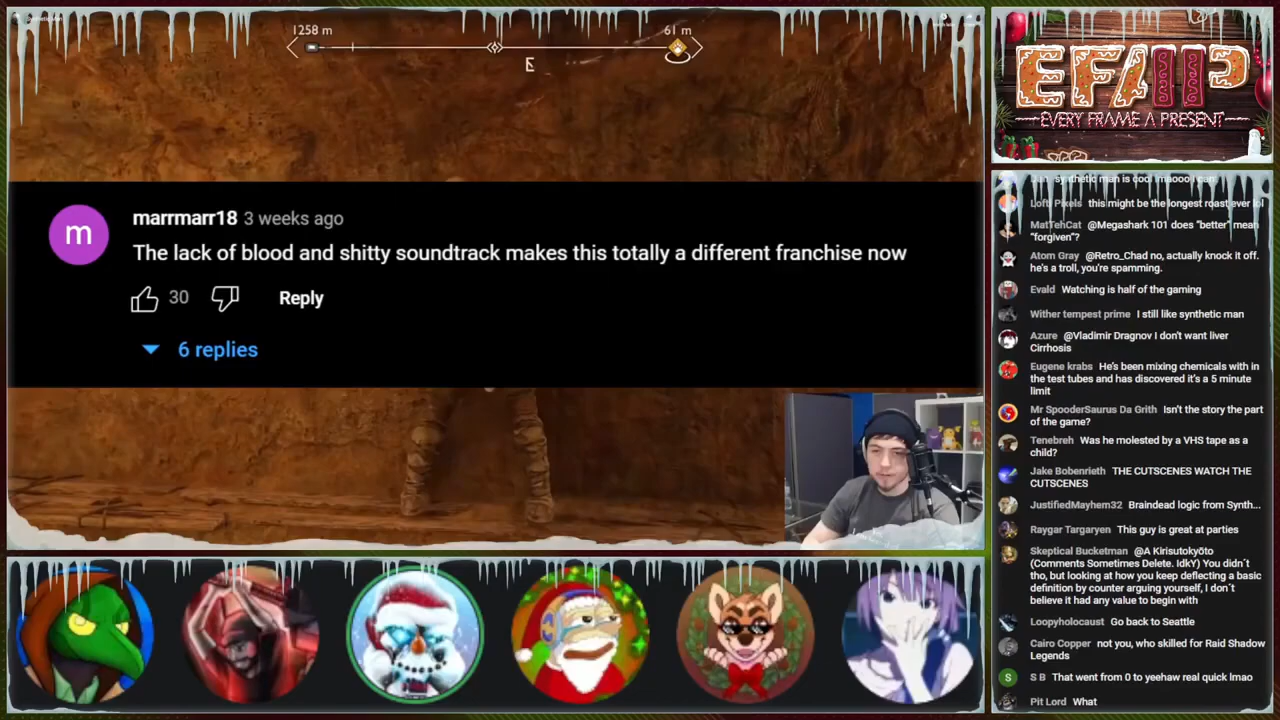 1258 m
61 m
E
marrmarr18 3 weeks ago
The lack of blood and shitty soundtrack makes this totally a different franchise now
30
Reply
6 replies
m
EFAP
EVERY FRAME A PRESENT
synthetic man is cool lmaooo I can
Loft Pixels this might be the longest roast ever lol
MatTehCat @Megashark 101 does "better" mean
"forgiven"?
Atom Gray @Retro_Chad no, actually knock it off.
he's a troll, you're spamming.
Evald Watching is half of the gaming
Wither tempest prime I still like synthetic man
Azure @Vladimir Dragnov I don't want liver
Cirrhosis
Eugene krabs He's been mixing chemicals with in
the test tubes and has discovered it's a 5 minute
limit
Mr SpooderSaurus Da Grith Isn't the story the part
of the game?
Tenebreh Was he molested by a VHS tape as a
child?
Jake Bobenrieth THE CUTSCENES WATCH THE
CUTSCENES
JustifiedMayhem32 Braindead logic from Synth...
Raygar Targaryen This guy is great at parties
Skeptical Bucketman @A Kirisutokyōto
(Comments Sometimes Delete. IdkY) You didn´t
tho, but looking at how you keep deflecting a basic
definition by counter arguing yourself, I don´t
believe it had any value to begin with
Loopyholocaust Go back to Seattle
Cairo Copper not you, who skilled for Raid Shadow
Legends
S
S B That went from 0 to yeehaw real quick lmao
Pit Lord What